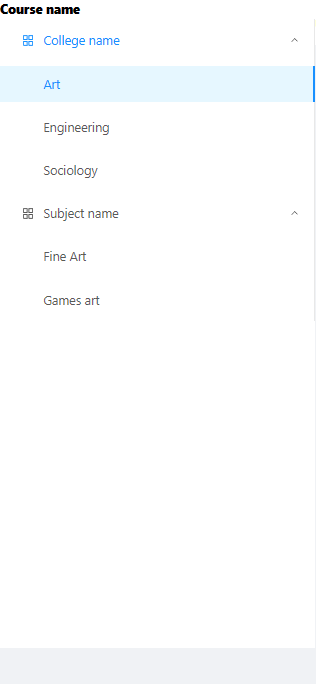 Course name
College name
Art
Engineering
Sociology
Subject name
Fine Art
Games art